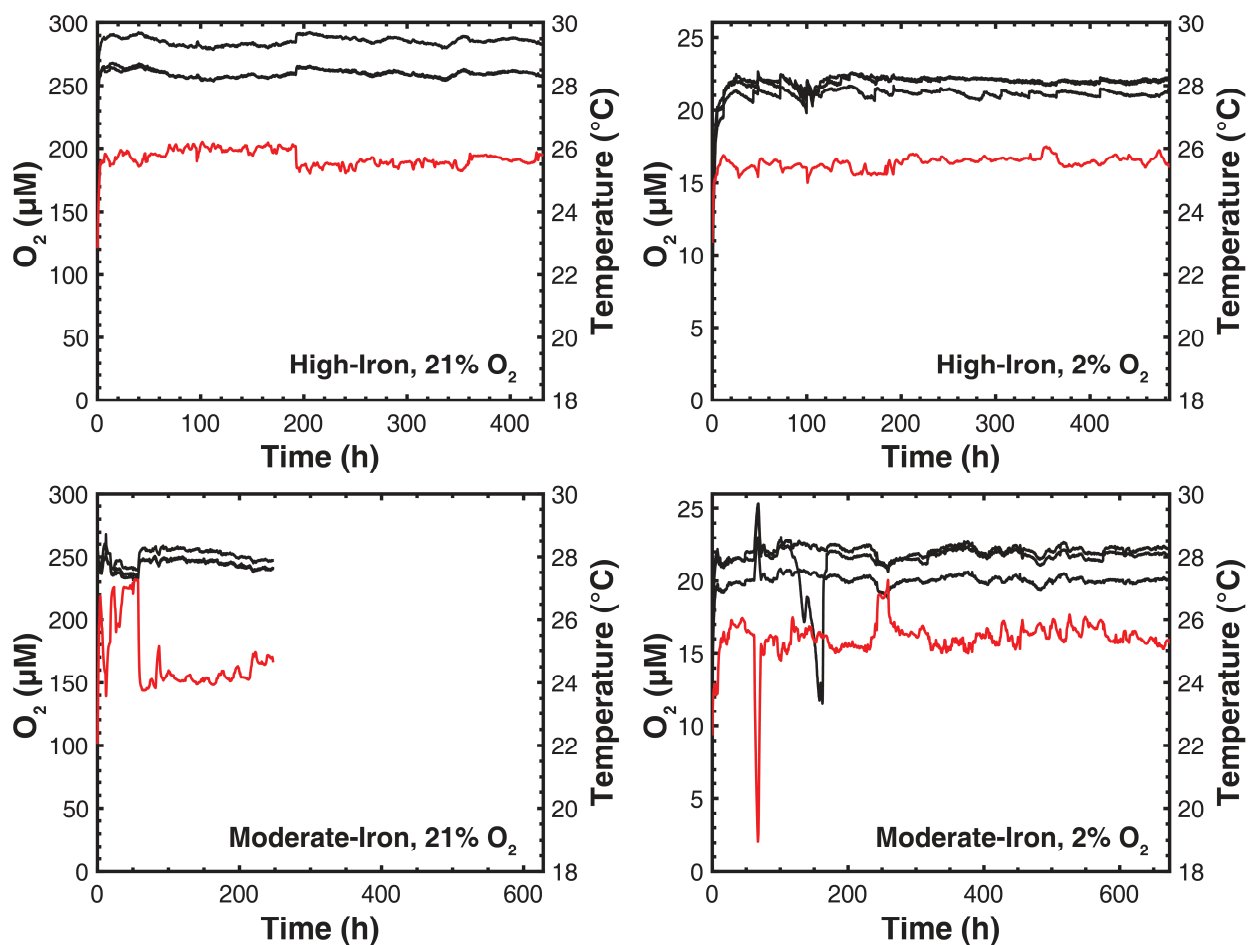 300
250
200
150
100
50
0
O₂ (µM)
30
28
26
24
22
20
18
Temperature (°C)
High-Iron, 21% O₂
0 100 200 300 400
Time (h)
25
20
15
10
5
0
O₂ (µM)
30
28
26
24
22
20
18
Temperature (°C)
High-Iron, 2% O₂
0 100 200 300 400
Time (h)
300
250
200
150
100
50
0
O₂ (µM)
30
28
26
24
22
20
18
Temperature (°C)
Moderate-Iron, 21% O₂
0 200 400 600
Time (h)
25
20
15
10
5
0
O₂ (µM)
30
28
26
24
22
20
18
Temperature (°C)
Moderate-Iron, 2% O₂
0 200 400 600
Time (h)